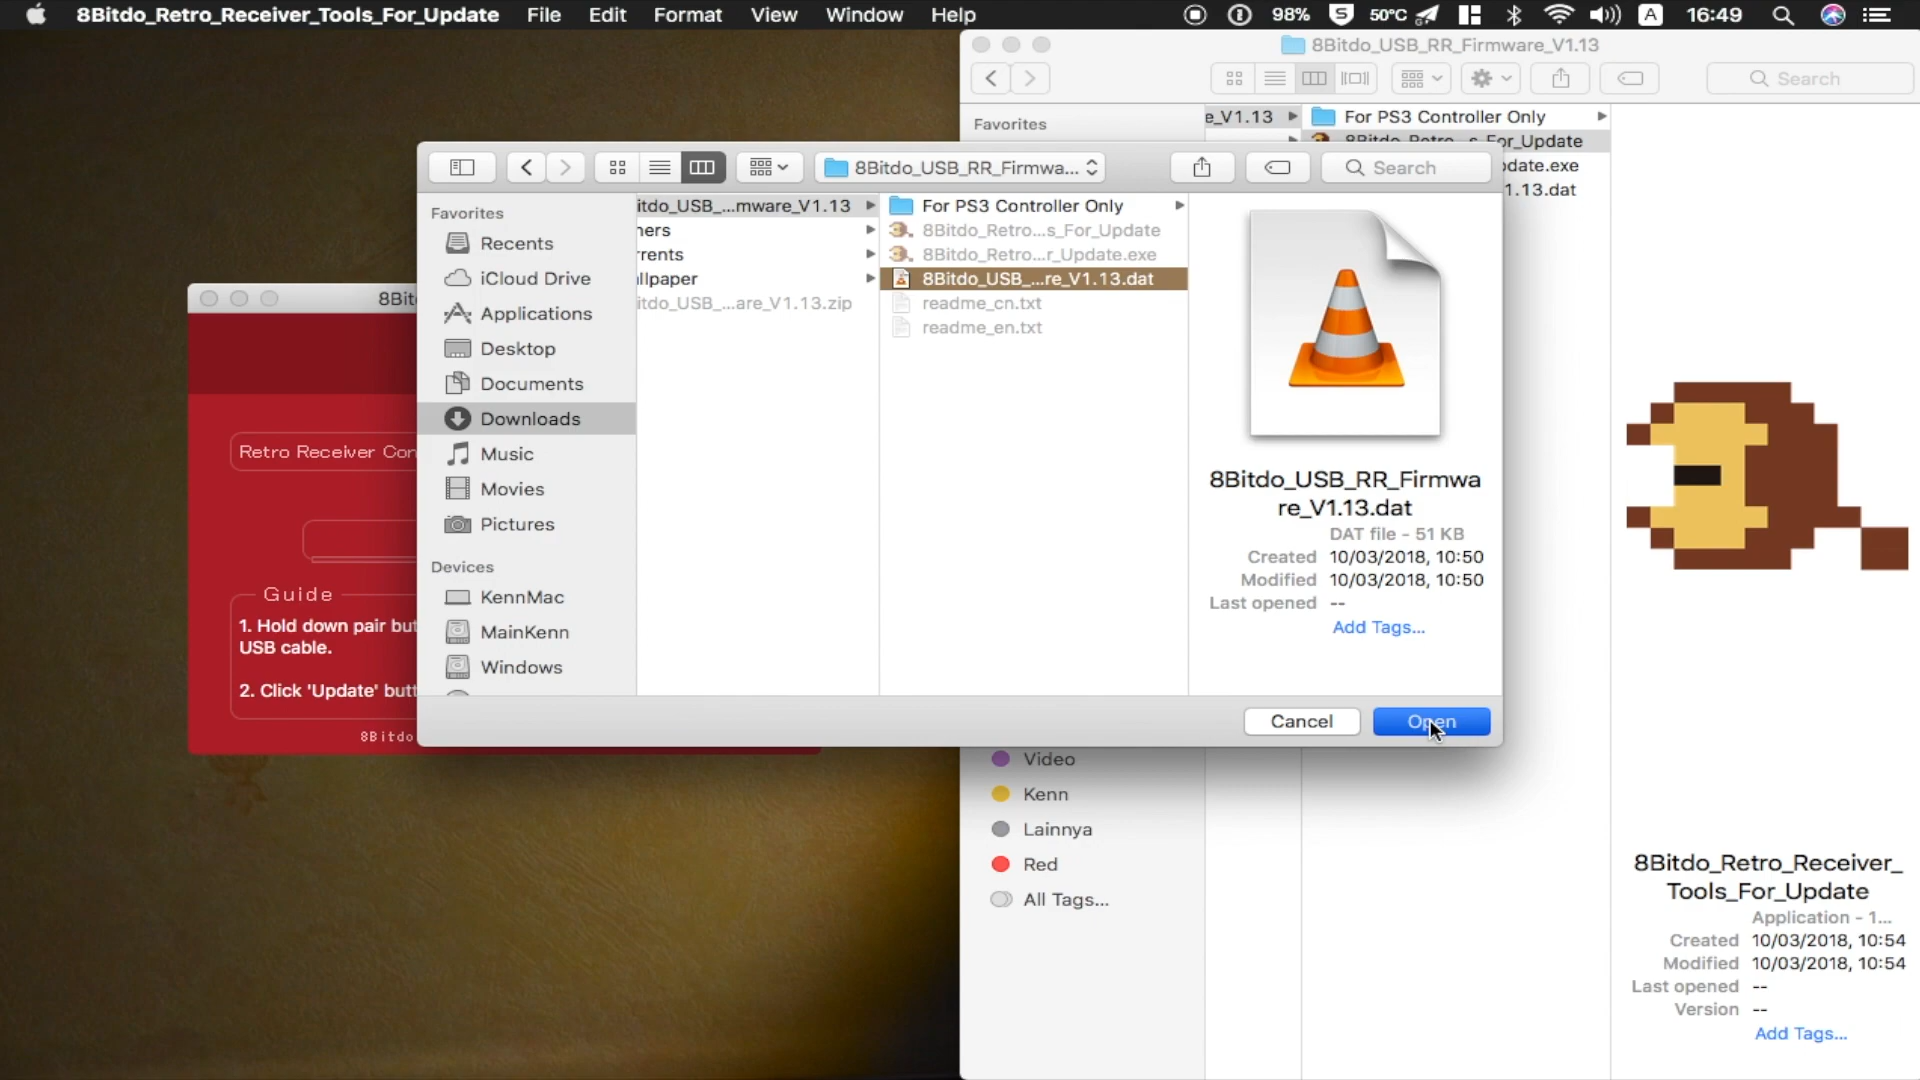 8Bitdo_Retro_Receiver_Tools_For_Update File Edit Format View Window Help 98% 50°C A 16:49
8Bitdo_USB_RR_Firmware_V1.13
Search
Favorites
e_V1.13
For PS3 Controller Only
8Bitdo_Retro...s_For_Update
pdate.exe
1.13.dat
8Bitdo_USB_RR_Firmwa...
Search
Favorites
Recents
iCloud Drive
Applications
Desktop
Documents
Downloads
Music
Movies
Pictures
Devices
KennMac
MainKenn
Windows
itdo_USB_...mware_V1.13
ners
rrents
llpaper
itdo_USB_...are_V1.13.zip
For PS3 Controller Only
8Bitdo_Retro...s_For_Update
8Bitdo_Retro...r_Update.exe
8Bitdo_USB_...re_V1.13.dat
readme_cn.txt
readme_en.txt
8Bitdo_USB_RR_Firmwa
re_V1.13.dat
DAT file - 51 KB
Created 10/03/2018, 10:50
Modified 10/03/2018, 10:50
Last opened --
Add Tags...
Cancel
Open
8Bit
Retro Receiver Con
Guide
1. Hold down pair but
USB cable.
2. Click 'Update' butt
8Bitdo
Video
Kenn
Lainnya
Red
All Tags...
8Bitdo_Retro_Receiver_
Tools_For_Update
Application - 1...
Created 10/03/2018, 10:54
Modified 10/03/2018, 10:54
Last opened --
Version --
Add Tags...